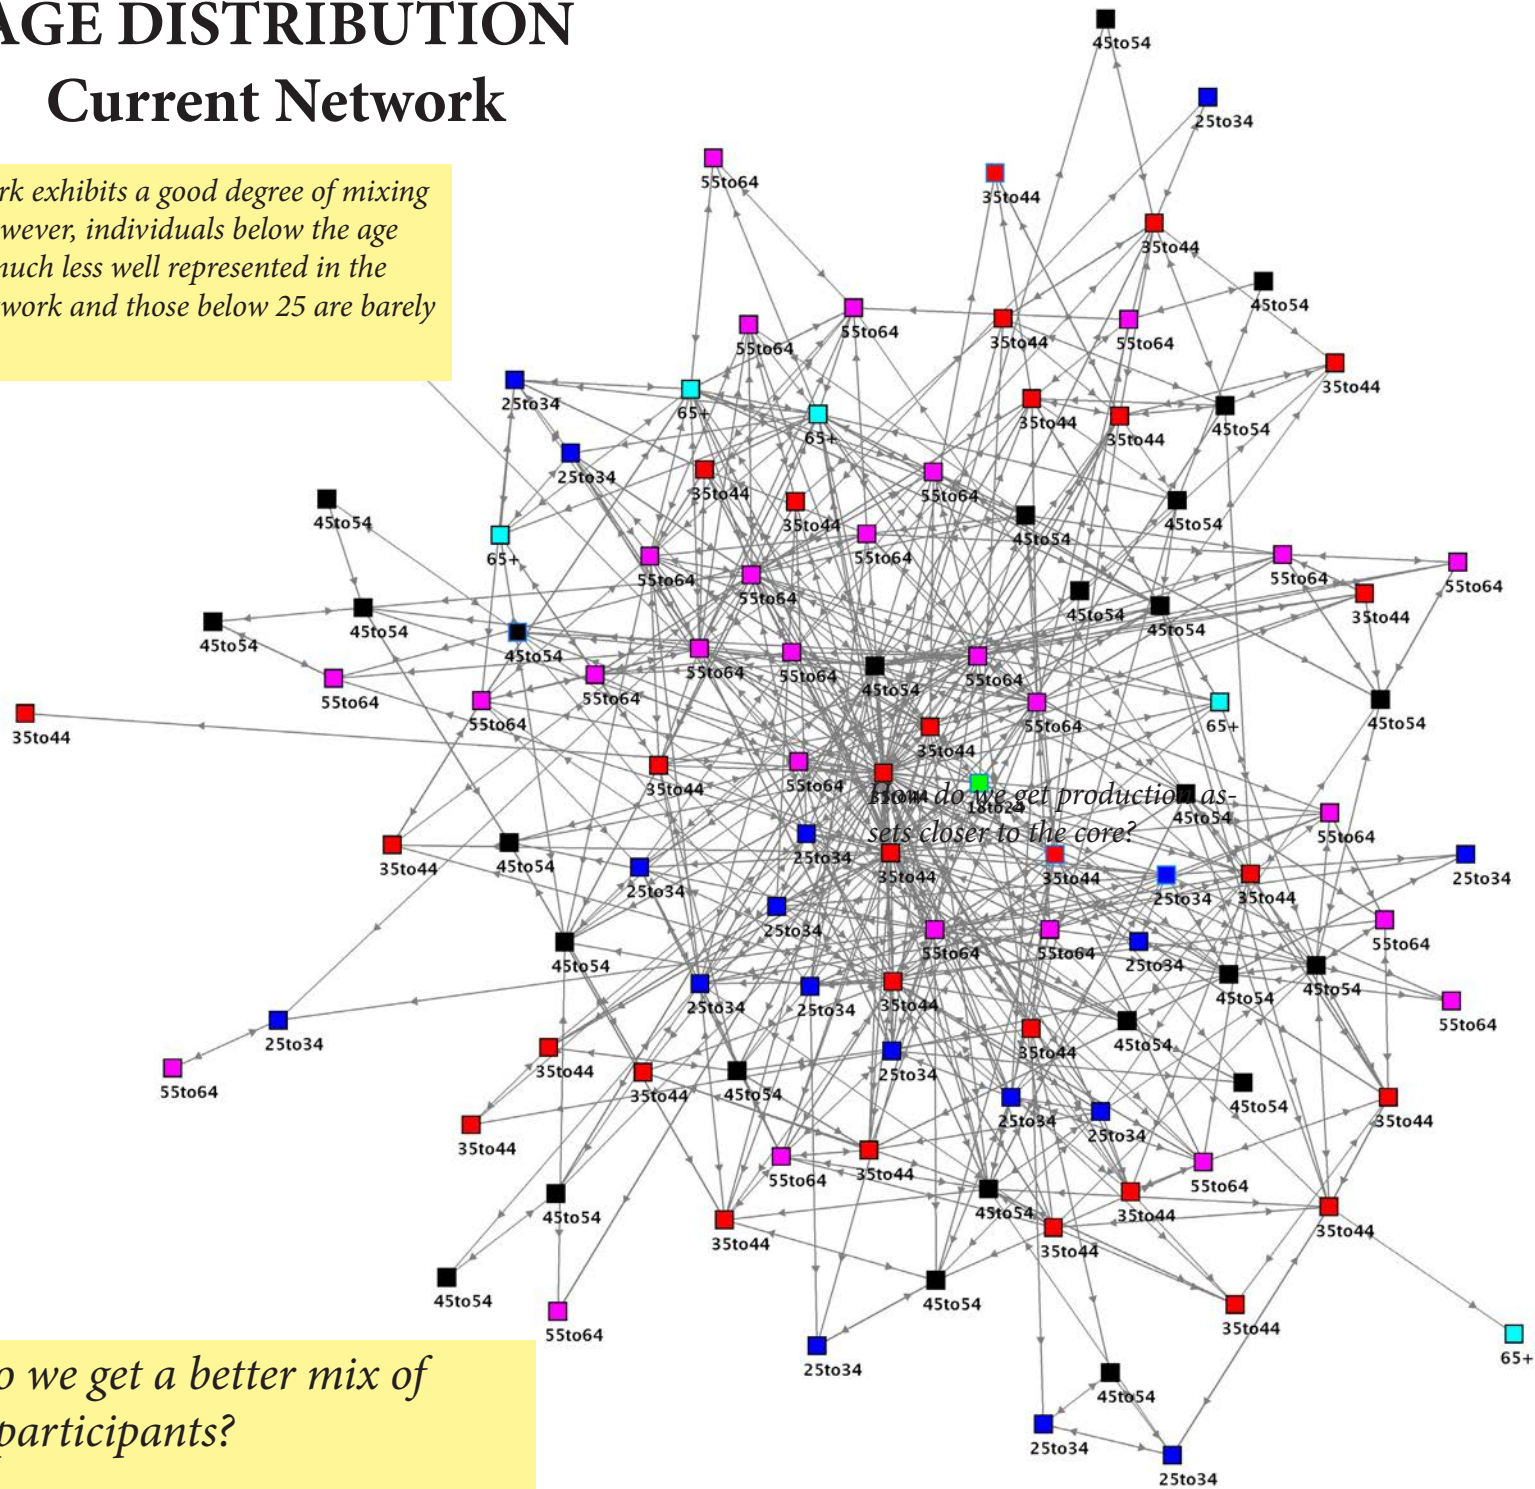 AGE DISTRIBUTION
Current Network
rk exhibits a good degree of mixing
wever, individuals below the age
much less well represented in the
work and those below 25 are barely
45to54
25to34
55to64
35to44
35to44
45to54
55to64
55to64
35to44
55to64
35to44
25to34
65+
65+
35to44
35to44
45to54
25to34
35to44
35to44
55to64
45to54
45to54
45to54
65+
55to64
55to64
55to64
55to64
55to64
35to44
45to54
45to54
45to54
45to54
45to54
55to64
55to64
55to64
45to54
55to64
55to64
55to64
55to64
55to64
65+
45to54
35to44
35to44
35to44
55to64
35to44
18to24
45to54
How do we get production as-
sets closer to the core?
55to64
35to44
45to54
25to34
25to34
35to44
35to44
25to34
35to44
25to34
25to34
45to54
55to64
55to64
25to34
55to64
45to54
45to54
25to34
25to34
35to44
55to64
25to34
55to64
35to44
35to44
45to54
25to34
35to44
45to54
45to54
35to44
25to34
25to34
35to44
55to64
35to44
55to64
45to54
45to54
35to44
35to44
35to44
35to44
45to54
55to64
45to54
35to44
25to34
65+
45to54
25to34
25to34
o we get a better mix of
participants?